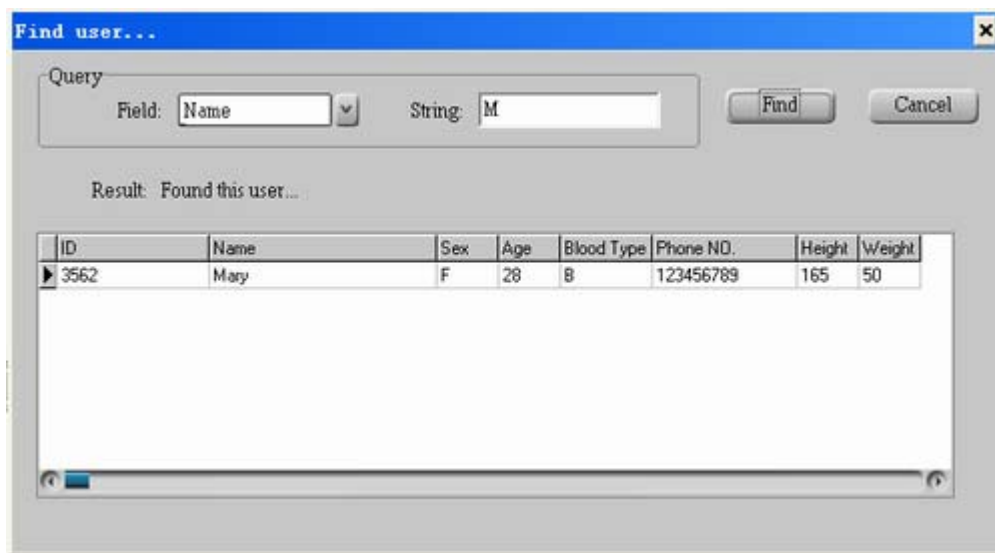 Find user...
Query
Field: Name String: M Find Cancel
Result: Found this user...
ID Name Sex Age Blood Type Phone NO. Height Weight
3562 Mary F 28 B 123456789 165 50